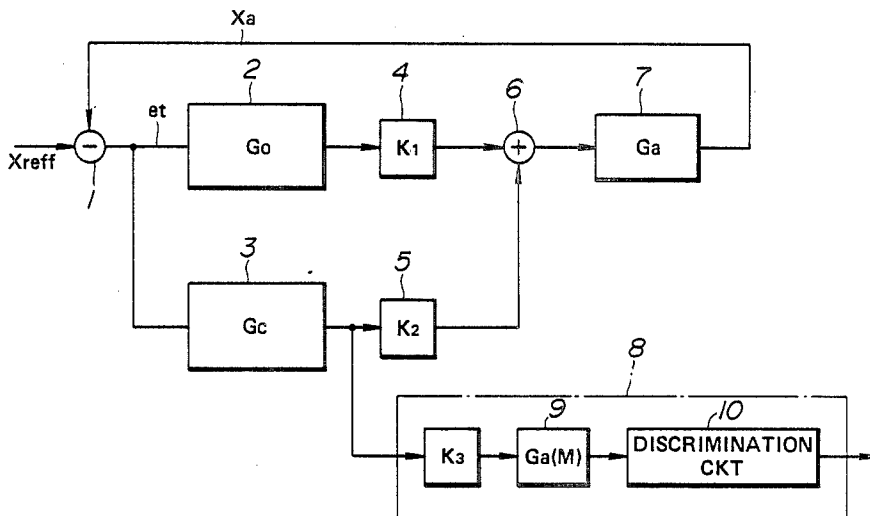 Xa
2
4
6
7
et
Go
K1
+
Ga
Xreff
−
1
3
5
Gc
K2
8
9
10
K3
Ga(M)
DISCRIMINATION
CKT